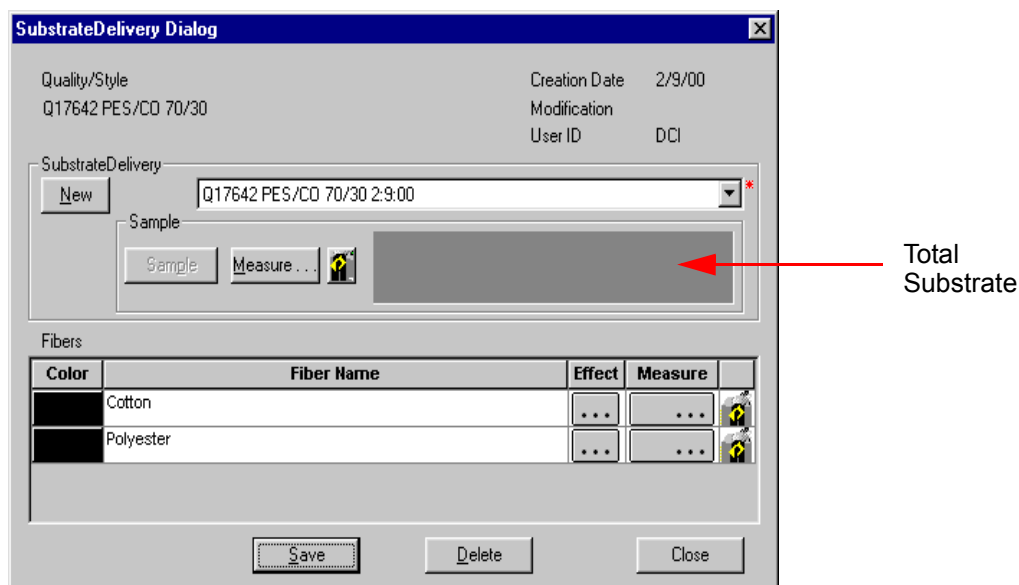 SubstrateDelivery Dialog
Quality/Style
Creation Date 2/9/00
Q17642 PES/CO 70/30
Modification
User ID DCI
SubstrateDelivery
New
Q17642 PES/CO 70/30 2:9:00
*
Sample
Sample
Measure . . .
Total
Substrate
Fibers
Color Fiber Name Effect Measure
Cotton ... ...
Polyester ... ...
Save Delete Close